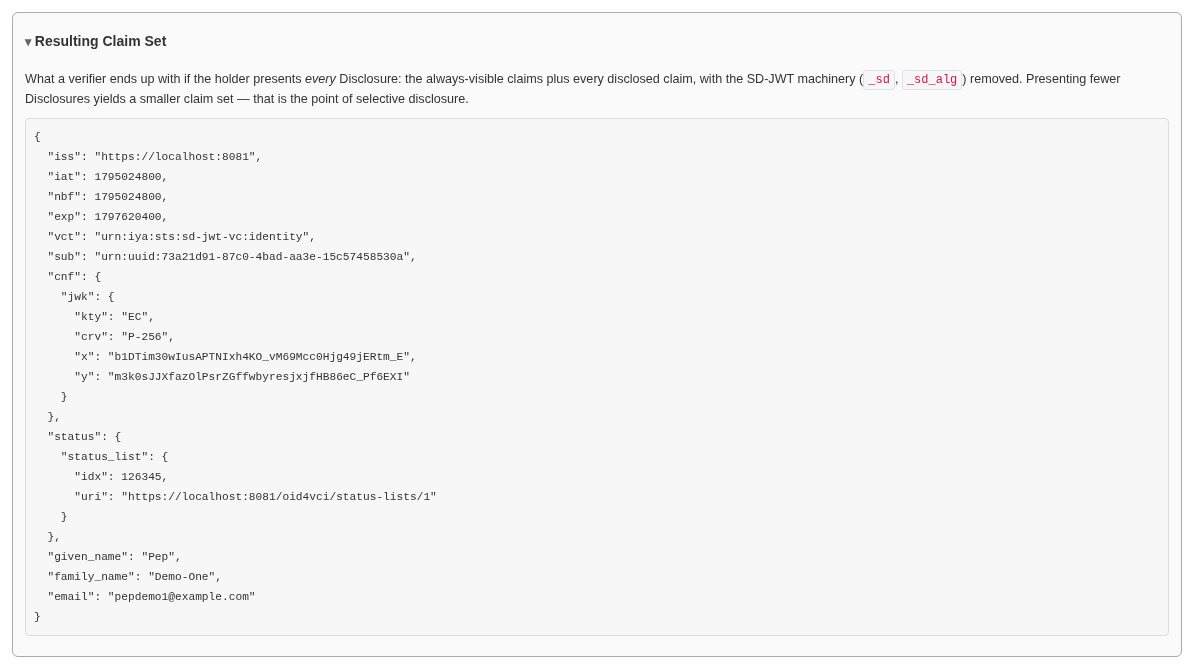 ▾ Resulting Claim Set
What a verifier ends up with if the holder presents every Disclosure: the always-visible claims plus every disclosed claim, with the SD-JWT machinery ( _sd , _sd_alg ) removed. Presenting fewer
Disclosures yields a smaller claim set — that is the point of selective disclosure.
{
  "iss": "https://localhost:8081",
  "iat": 1795024800,
  "nbf": 1795024800,
  "exp": 1797620400,
  "vct": "urn:iya:sts:sd-jwt-vc:identity",
  "sub": "urn:uuid:73a21d91-87c0-4bad-aa3e-15c57458530a",
  "cnf": {
    "jwk": {
      "kty": "EC",
      "crv": "P-256",
      "x": "b1DTim30wIusAPTNIxh4KO_vM69Mcc0Hjg49jERtm_E",
      "y": "m3k0sJJXfazOlPsrZGffwbyresjxjfHB86eC_Pf6EXI"
    }
  },
  "status": {
    "status_list": {
      "idx": 126345,
      "uri": "https://localhost:8081/oid4vci/status-lists/1"
    }
  },
  "given_name": "Pep",
  "family_name": "Demo-One",
  "email": "pepdemo1@example.com"
}